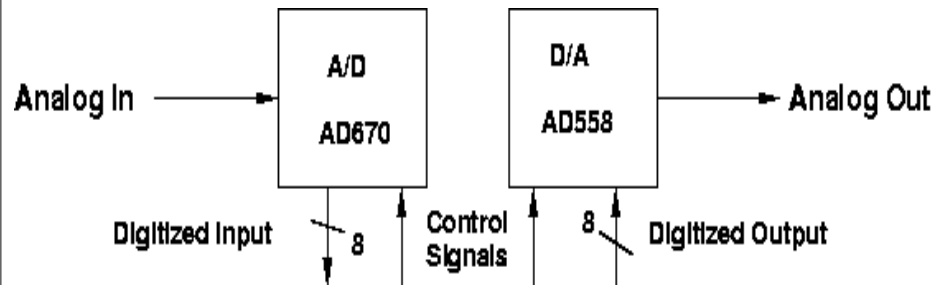 Analog In
A/D
AD670
D/A
AD558
Analog Out
Digitized Input
8
Control
Signals
8
Digitized Output